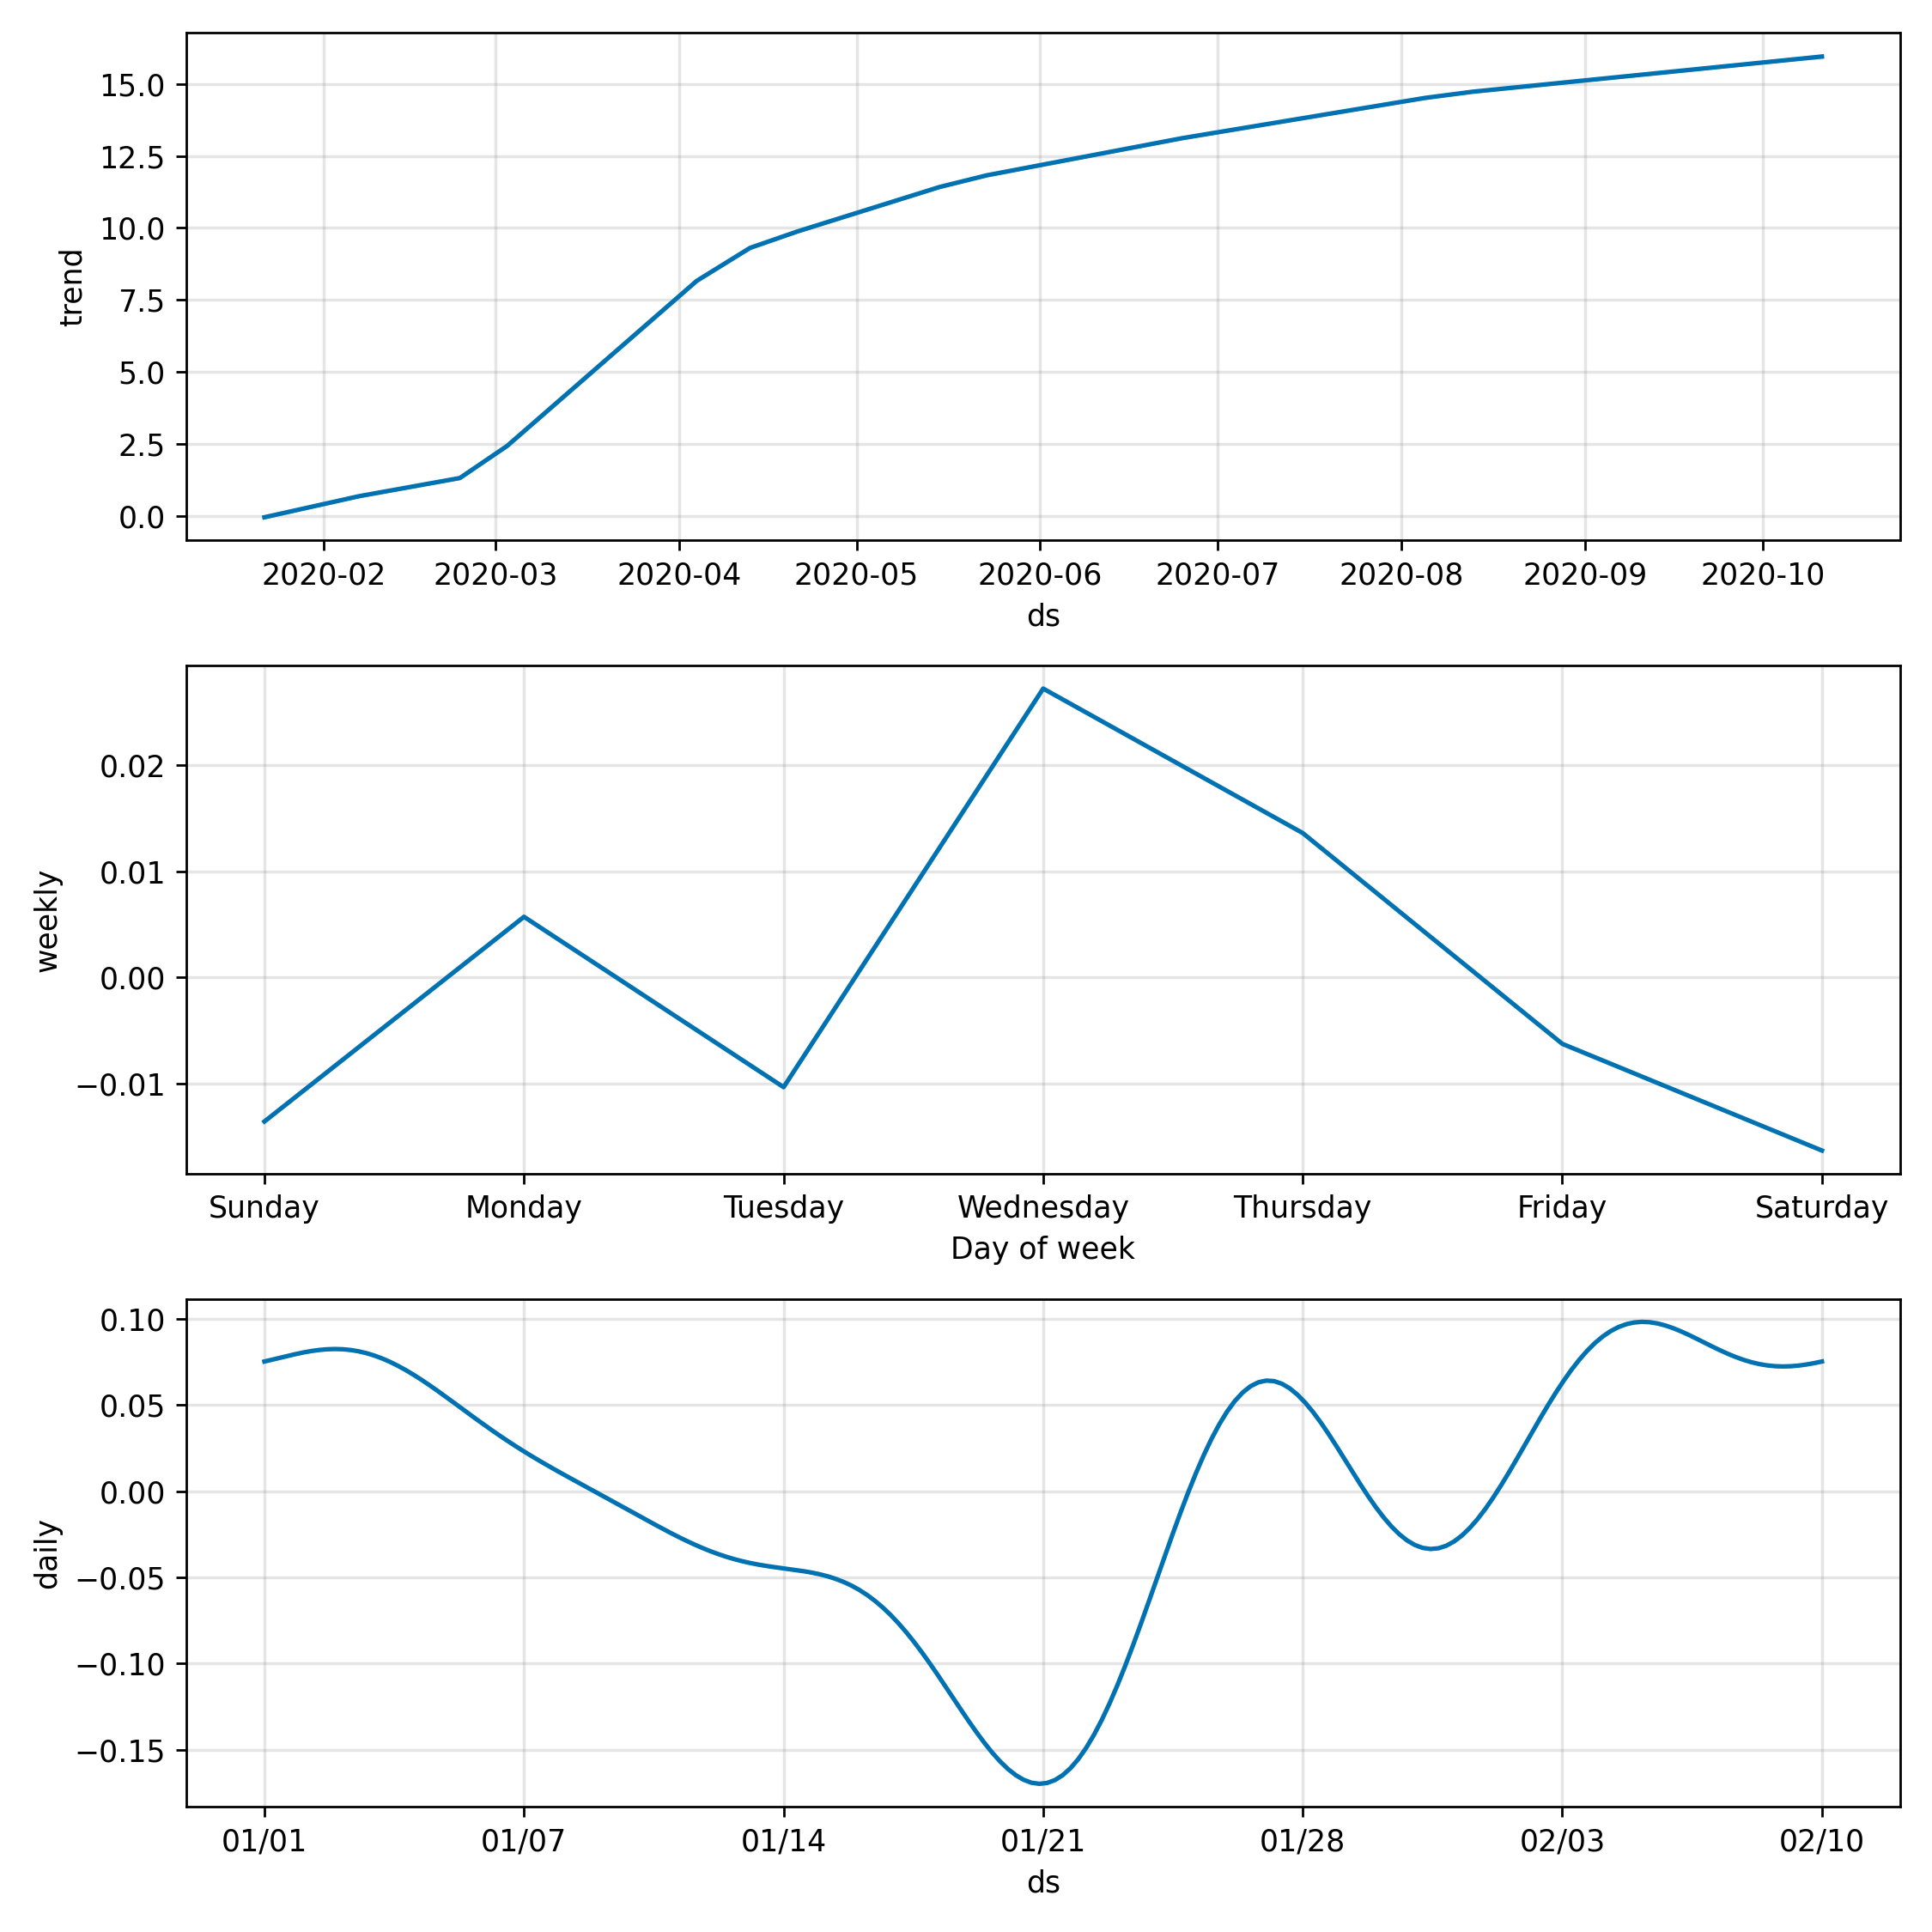 trend
15.0
12.5
10.0
7.5
5.0
2.5
0.0
2020-02 2020-03 2020-04 2020-05 2020-06 2020-07 2020-08 2020-09 2020-10
ds
weekly
0.02
0.01
0.00
−0.01
Sunday Monday Tuesday Wednesday Thursday Friday Saturday
Day of week
daily
0.10
0.05
0.00
−0.05
−0.10
−0.15
01/01 01/07 01/14 01/21 01/28 02/03 02/10
ds